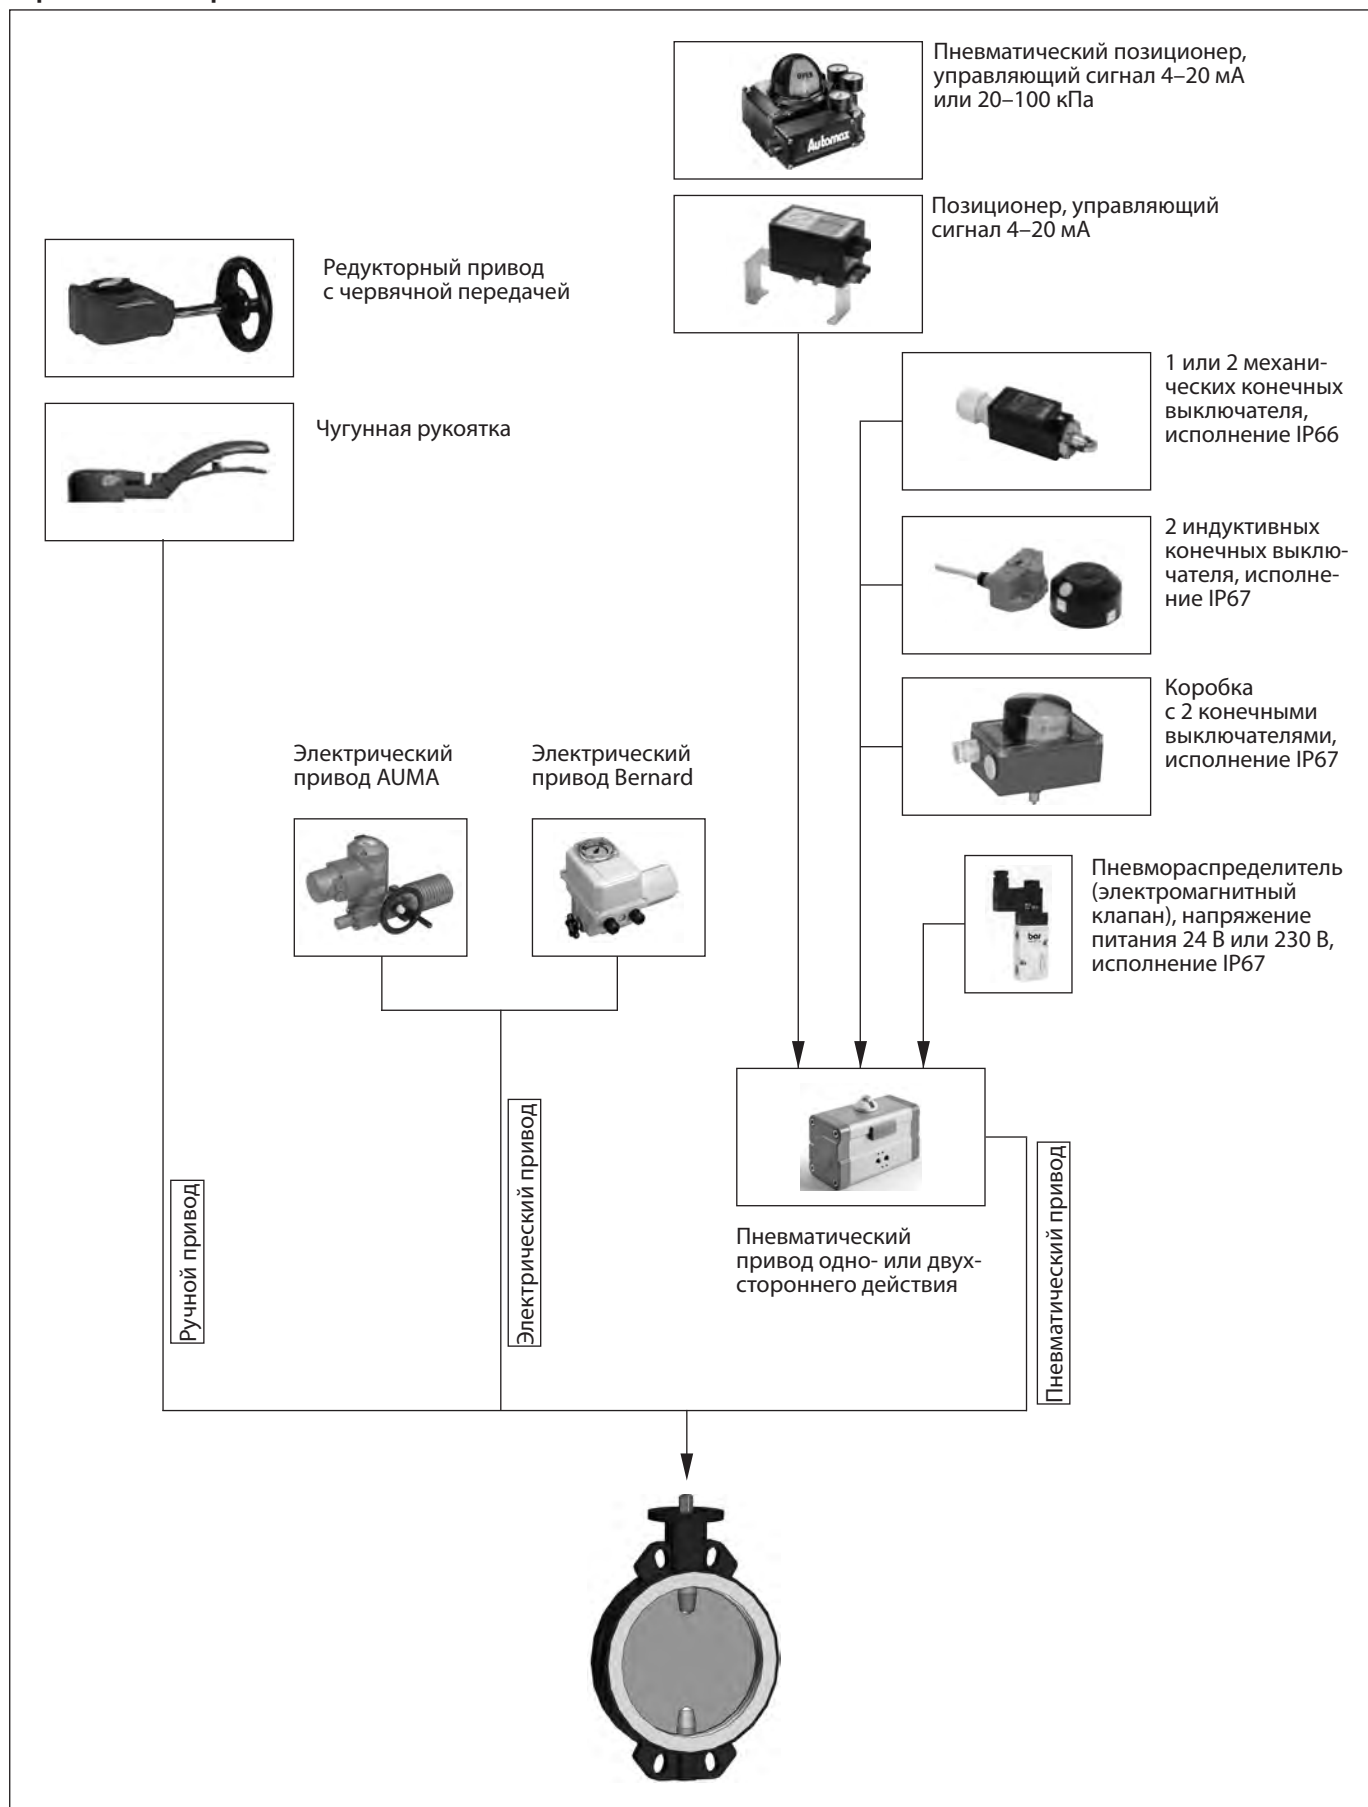 Пневматический позиционер,
управляющий сигнал 4–20 мА
или 20–100 кПа
OPEN
Automax
Позиционер, управляющий
сигнал 4–20 мА
Редукторный привод
с червячной передачей
1 или 2 механи-
ческих конечных
выключателя,
исполнение IP66
Чугунная рукоятка
2 индуктивных
конечных выклю-
чателя, исполне-
ние IP67
Коробка
с 2 конечными
выключателями,
исполнение IP67
Электрический
привод AUMA
Электрический
привод Bernard
Пневмораспределитель
(электромагнитный
клапан), напряжение
питания 24 В или 230 В,
исполнение IP67
bar
Ручной привод
Электрический привод
Пневматический привод
Пневматический
привод одно- или двух-
стороннего действия